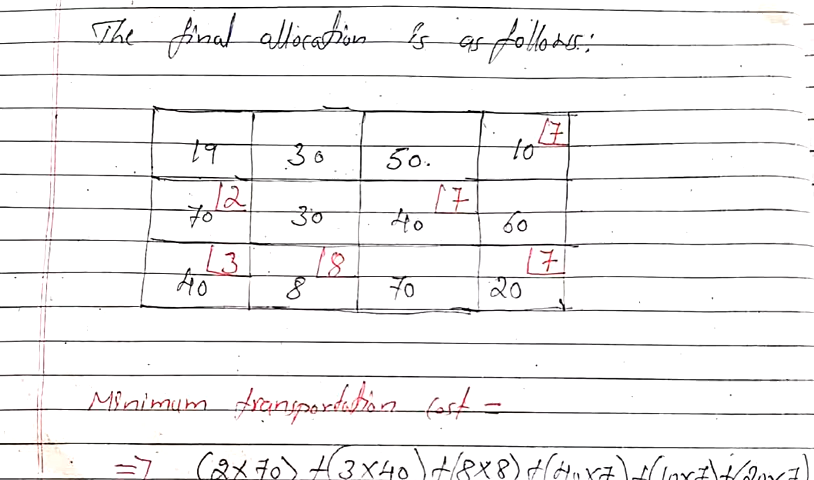 The final allocation is as follows:
19 30 50. 10 7
70 2 30 40 7 60
40 3 8 8 70 20 7
Minimum transportation cost =
=> (2×70) + (3×40) + (8×8) + (40×7) + (10×7) + (20×7)